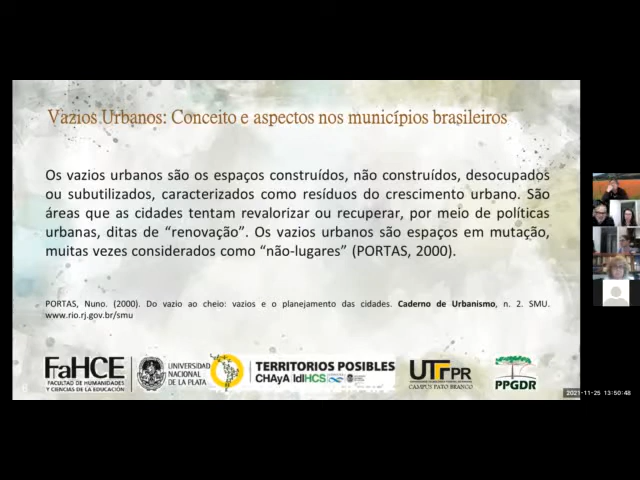 Vazios Urbanos: Conceito e aspectos nos municípios brasileiros
Os vazios urbanos são os espaços construídos, não construídos, desocupados
ou subutilizados, caracterizados como resíduos do crescimento urbano. São
áreas que as cidades tentam revalorizar ou recuperar, por meio de políticas
urbanas, ditas de “renovação”. Os vazios urbanos são espaços em mutação,
muitas vezes considerados como “não-lugares” (PORTAS, 2000).
PORTAS, Nuno. (2000). Do vazio ao cheio: vazios e o planejamento das cidades. Caderno de Urbanismo, n. 2. SMU.
www.rio.rj.gov.br/smu
FaHCE
FACULTAD DE HUMANIDADES
Y CIENCIAS DE LA EDUCACIÓN
UNIVERSIDAD
NACIONAL
DE LA PLATA
TERRITORIOS POSIBLES
CHAyA IdIHCS
UTFPR
CAMPUS PATO BRANCO
PPGDR
2021-11-25 13:50:48